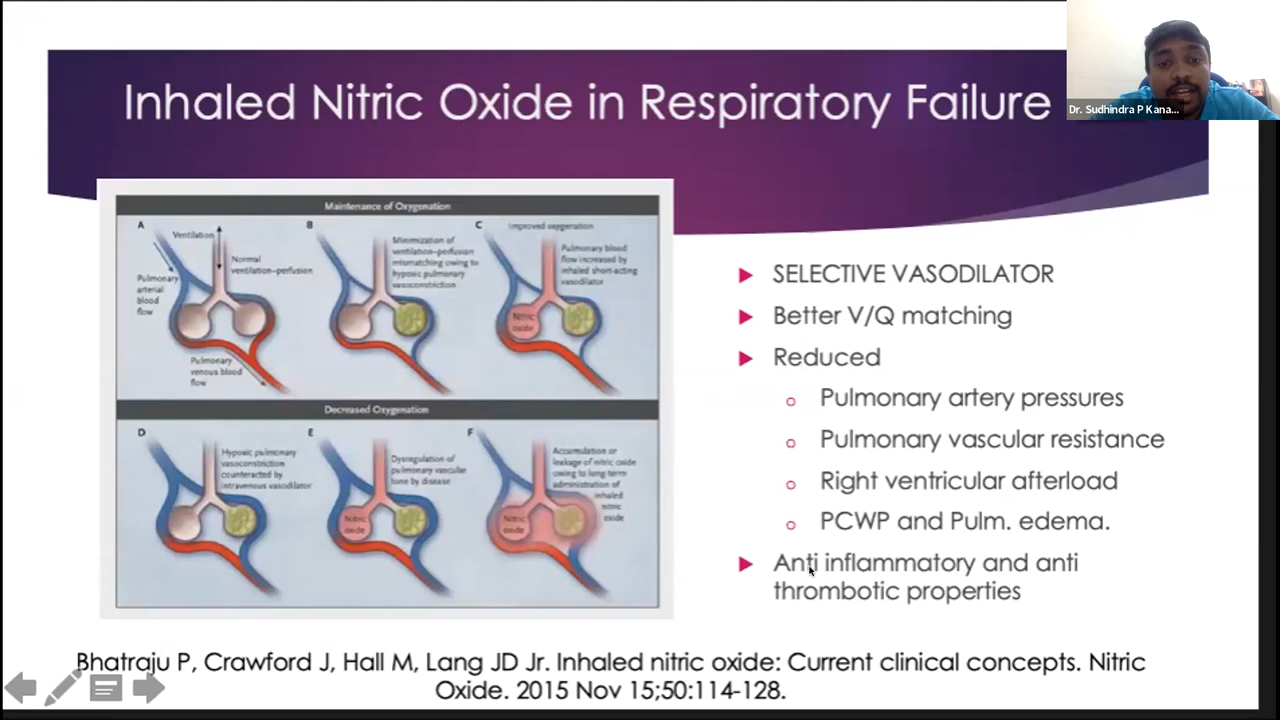 Inhaled Nitric Oxide in Respiratory Failure
Dr. Sudhindra P Kana...
Maintenance of Oxygenation
A
Ventilation
Normal
ventilation–perfusion
Pulmonary
arterial
blood
flow
Pulmonary
venous blood
flow
B
Minimization of
ventilation–perfusion
mismatching owing to
hypoxic pulmonary
vasoconstriction
C
Improved oxygenation
Pulmonary blood
flow increased by
inhaled short-acting
vasodilator
Nitric
oxide
Decreased Oxygenation
D
Hypoxic pulmonary
vasoconstriction
counteracted by
intravenous vasodilator
E
Dysregulation of
pulmonary vascular
tone by disease
Nitric
oxide
F
Accumulation or
leakage of nitric oxide
owing to long-term
administration of
inhaled
nitric
oxide
Nitric
oxide
SELECTIVE VASODILATOR
Better V/Q matching
Reduced
Pulmonary artery pressures
Pulmonary vascular resistance
Right ventricular afterload
PCWP and Pulm. edema.
Anti inflammatory and anti
thrombotic properties
Bhatraju P, Crawford J, Hall M, Lang JD Jr. Inhaled nitric oxide: Current clinical concepts. Nitric
Oxide. 2015 Nov 15;50:114-128.